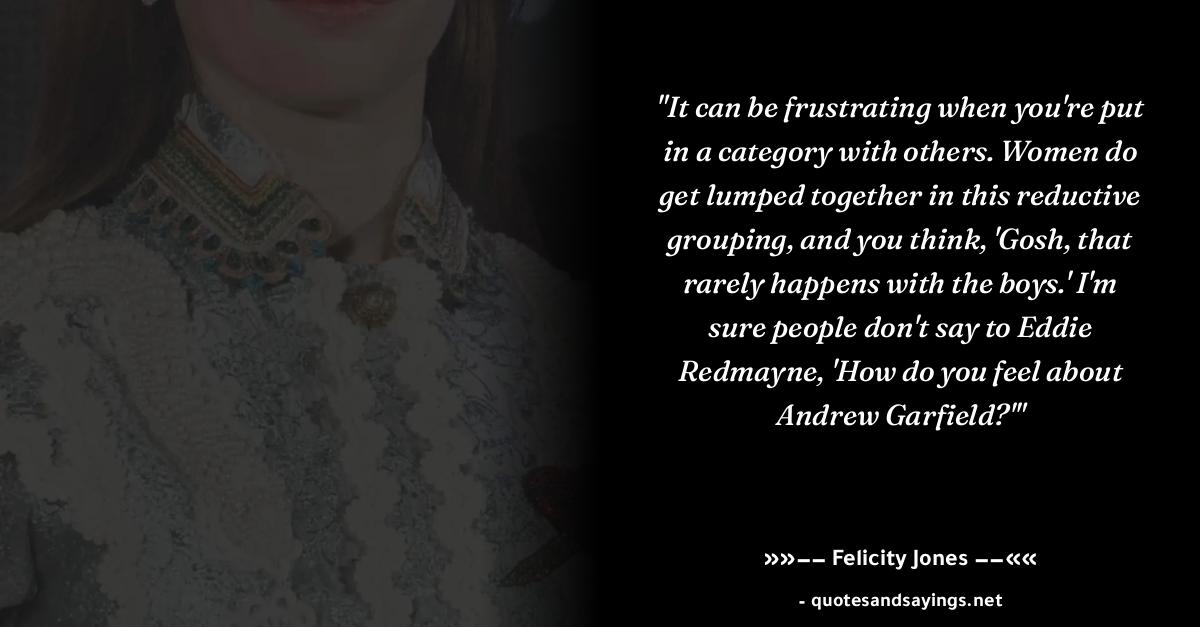 "It can be frustrating when you're put
in a category with others. Women do
get lumped together in this reductive
grouping, and you think, 'Gosh, that
rarely happens with the boys.' I'm
sure people don't say to Eddie
Redmayne, 'How do you feel about
Andrew Garfield?'"
»»−− Felicity Jones −−««
- quotesandsayings.net